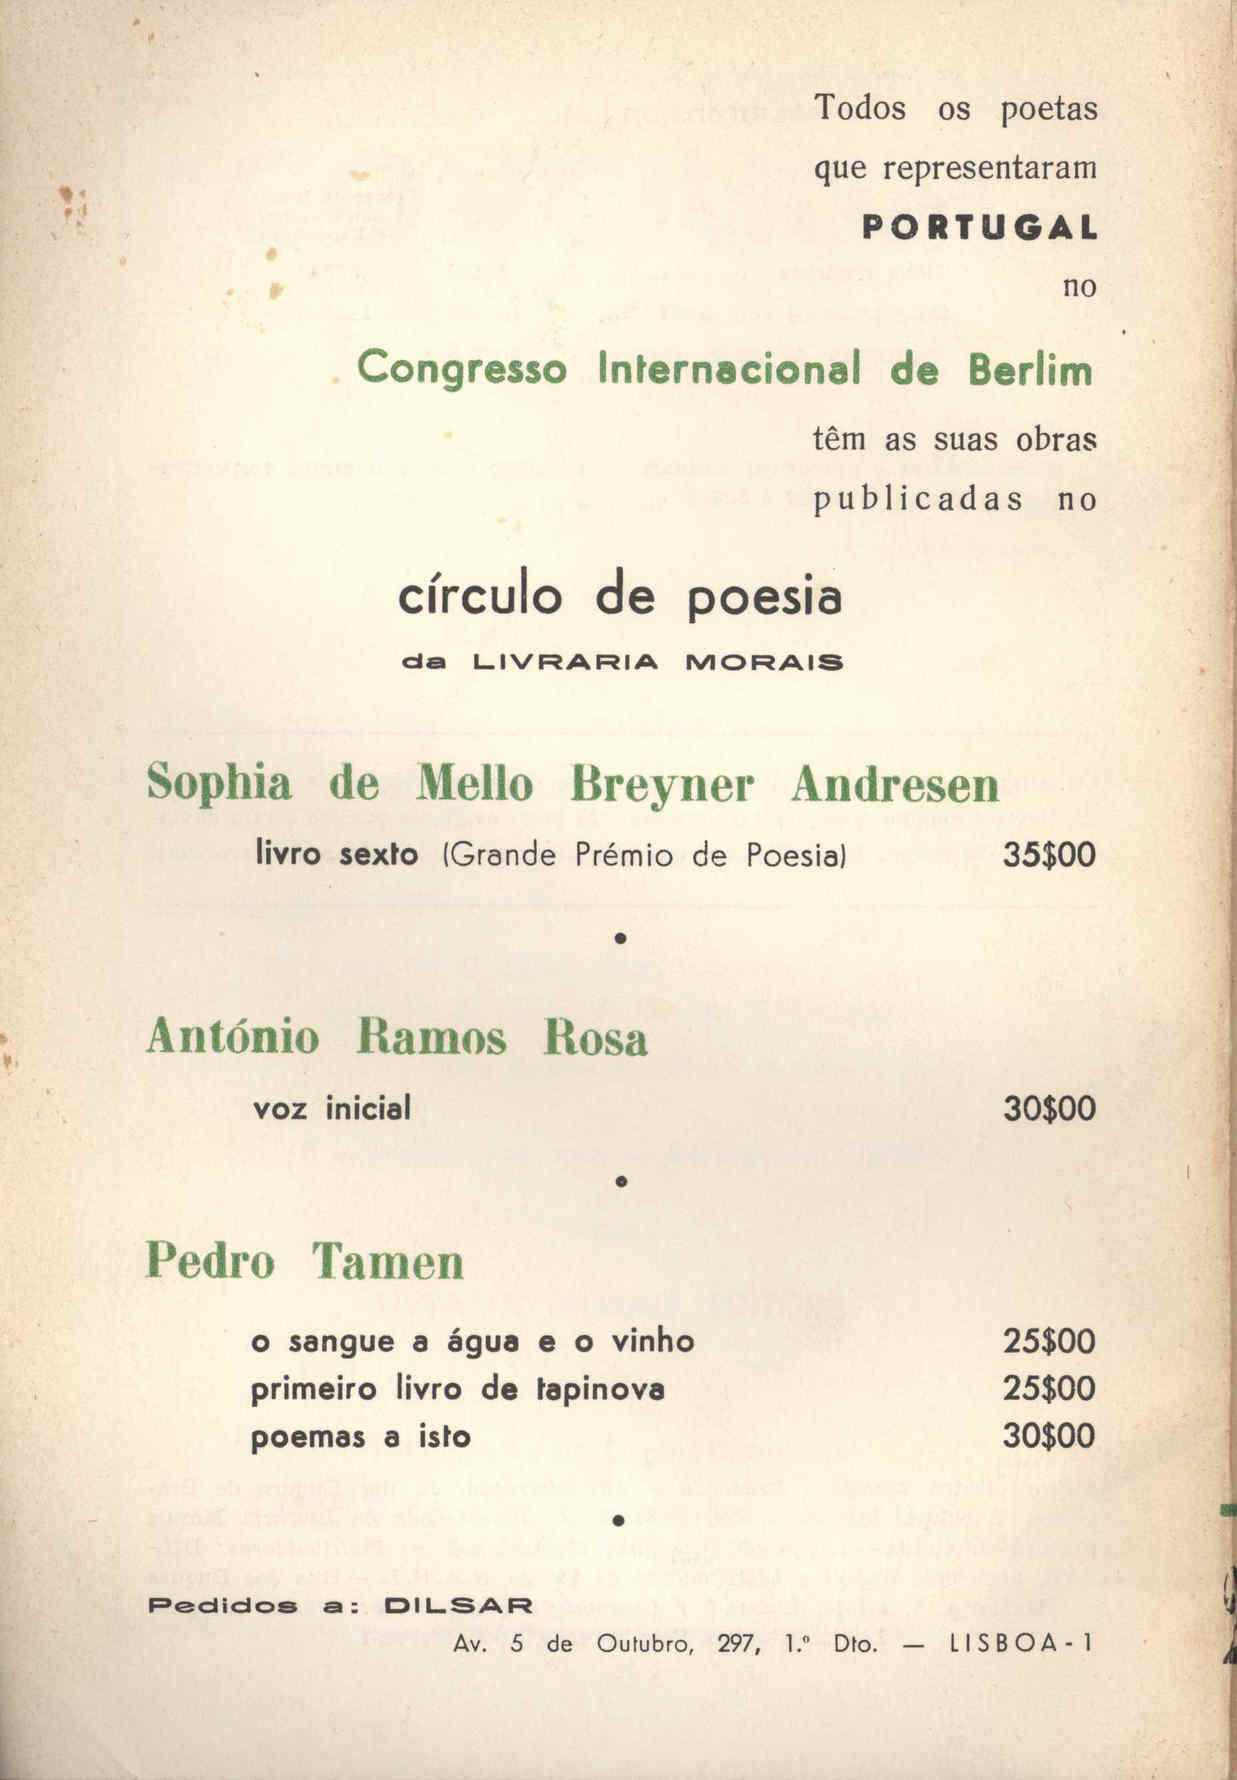 Todos os poetas
que representaram
PORTUGAL
no
Congresso Internacional de Berlim
têm as suas obras
publicadas no
círculo de poesia
da LIVRARIA MORAIS
Sophia de Mello Breyner Andresen
livro sexto (Grande Prémio de Poesia) 35$00
•
António Ramos Rosa
voz inicial 30$00
•
Pedro Tamen
o sangue a água e o vinho 25$00
primeiro livro de tapinova 25$00
poemas a isto 30$00
•
Pedidos a: DILSAR
Av. 5 de Outubro, 297, 1.º Dto. — LISBOA-1